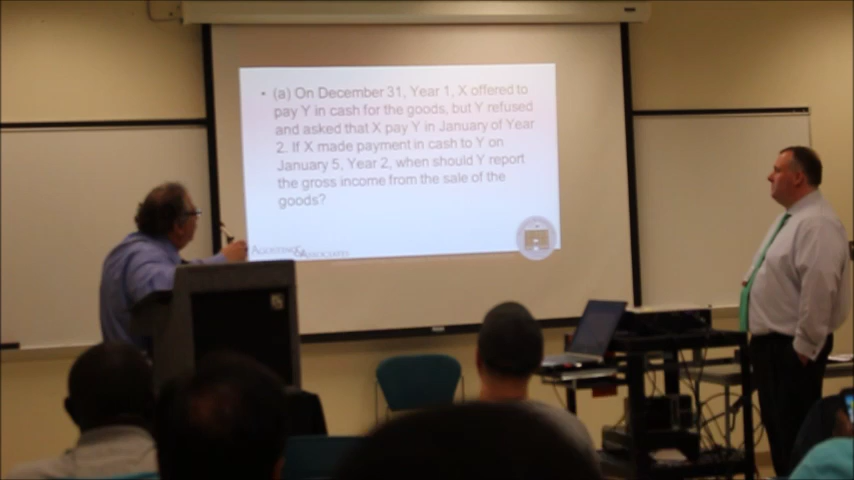 • (a) On December 31, Year 1, X offered to
pay Y in cash for the goods, but Y refused
and asked that X pay Y in January of Year
2. If X made payment in cash to Y on
January 5, Year 2, when should Y report
the gross income from the sale of the
goods?
AGOSTINO & ASSOCIATES